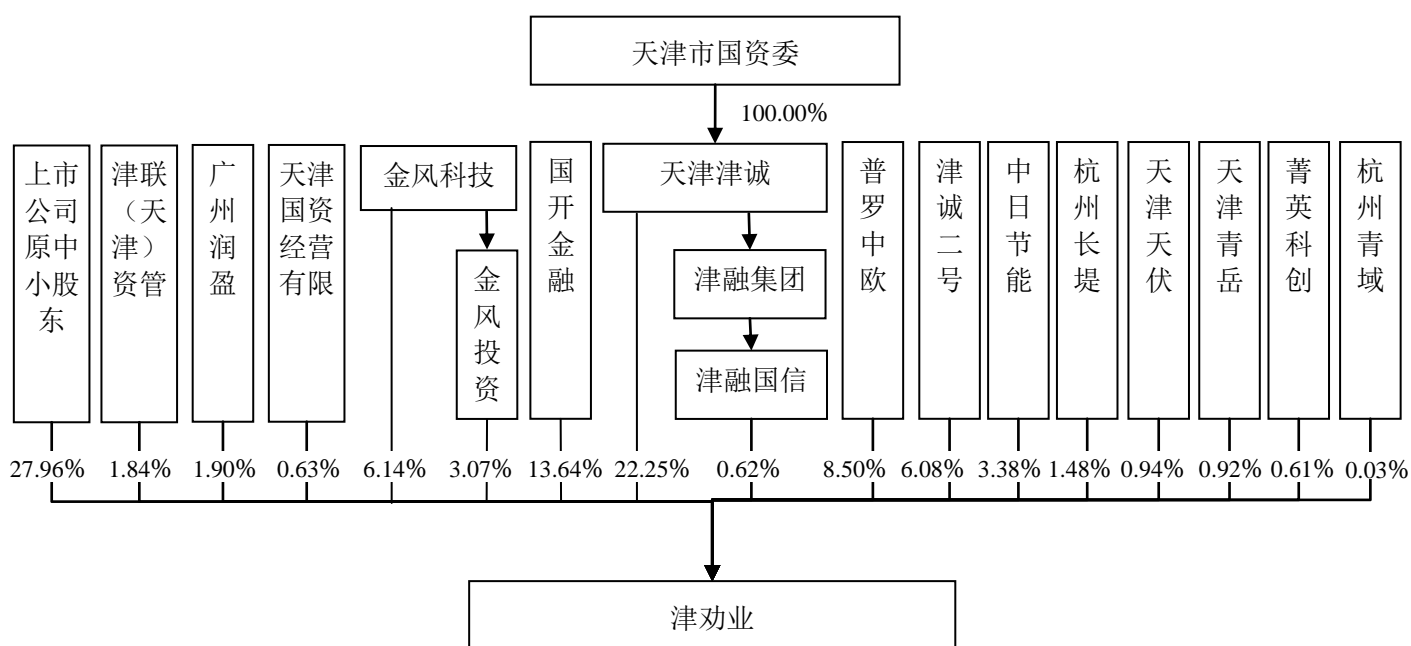 天津市国资委
100.00%
上市公司原中小股东
津联（天津）资管
广州润盈
天津国资经营有限
金风科技
金风投资
国开金融
天津津诚
津融集团
津融国信
普罗中欧
津诚二号
中日节能
杭州长堤
天津天伏
天津青岳
菁英科创
杭州青域
27.96% 1.84% 1.90% 0.63% 6.14% 3.07% 13.64% 22.25% 0.62% 8.50% 6.08% 3.38% 1.48% 0.94% 0.92% 0.61% 0.03%
津劝业